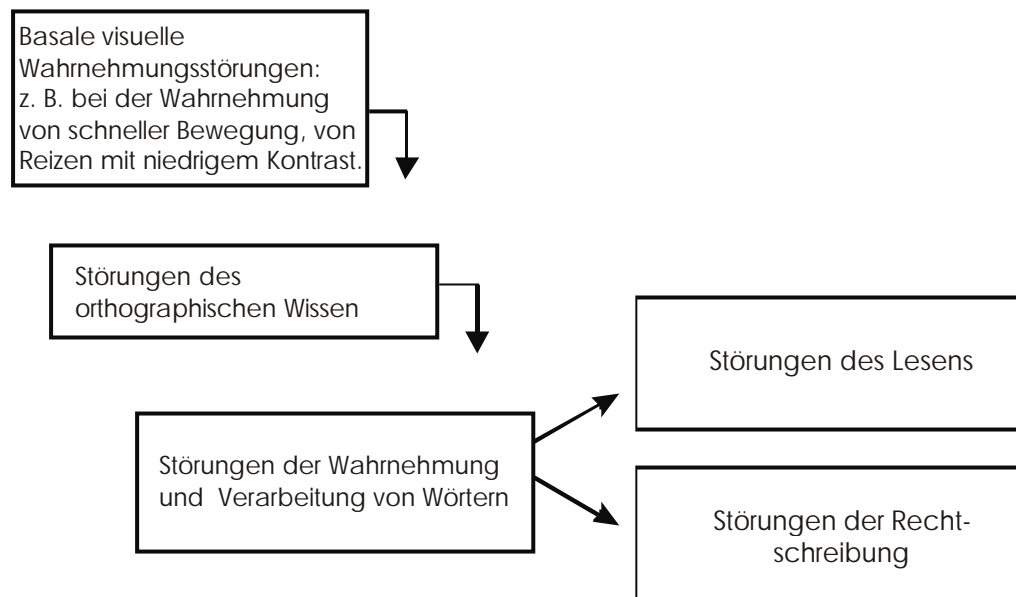 Basale visuelle
Wahrnehmungsstörungen:
z. B. bei der Wahrnehmung
von schneller Bewegung, von
Reizen mit niedrigem Kontrast.
Störungen des
orthographischen Wissen
Störungen der Wahrnehmung
und Verarbeitung von Wörtern
Störungen des Lesens
Störungen der Recht-
schreibung